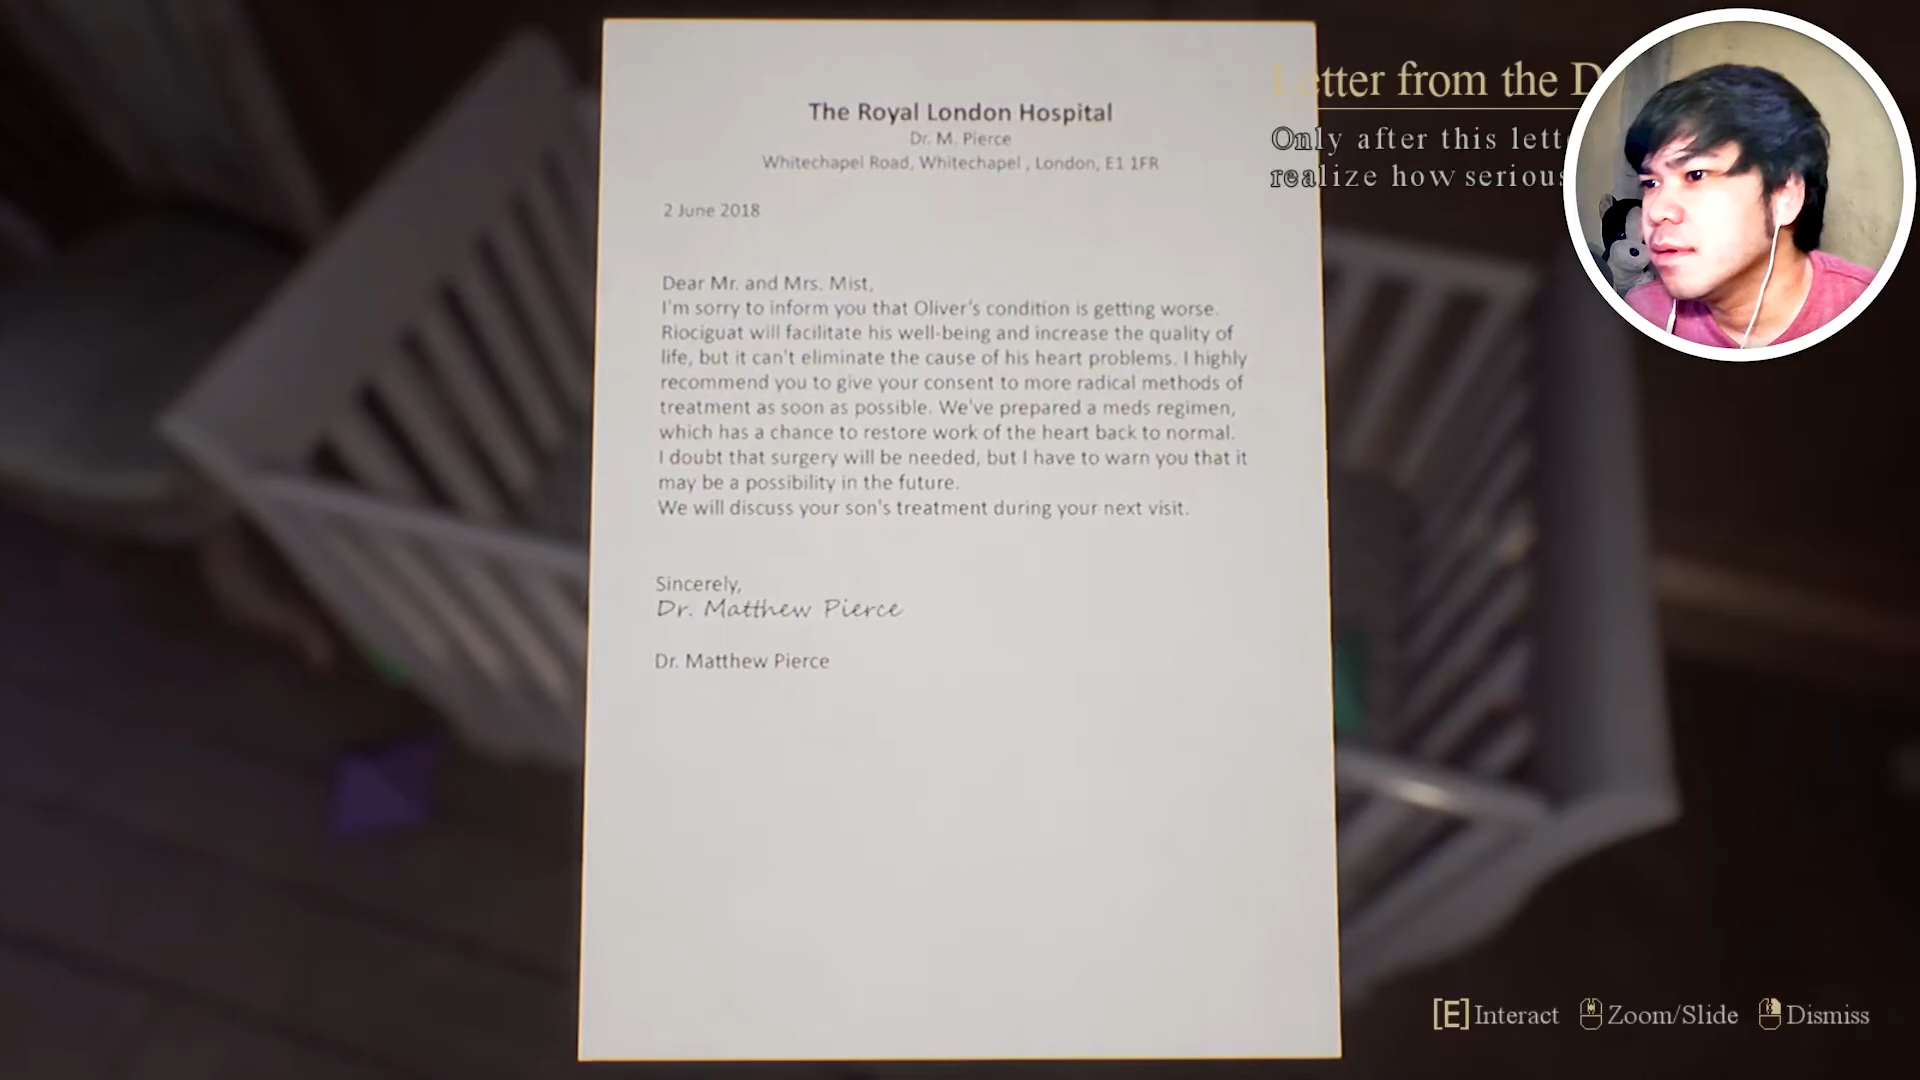 The Royal London Hospital
Dr. M. Pierce
Whitechapel Road, Whitechapel , London, E1 1FR
2 June 2018
Dear Mr. and Mrs. Mist,
I'm sorry to inform you that Oliver's condition is getting worse.
Riociguat will facilitate his well-being and increase the quality of
life, but it can't eliminate the cause of his heart problems. I highly
recommend you to give your consent to more radical methods of
treatment as soon as possible. We've prepared a meds regimen,
which has a chance to restore work of the heart back to normal.
I doubt that surgery will be needed, but I have to warn you that it
may be a possibility in the future.
We will discuss your son's treatment during your next visit.
Sincerely,
Dr. Matthew Pierce
Dr. Matthew Pierce
Letter from the
Only after this
realize how serious
[E] Interact Zoom/Slide Dismiss